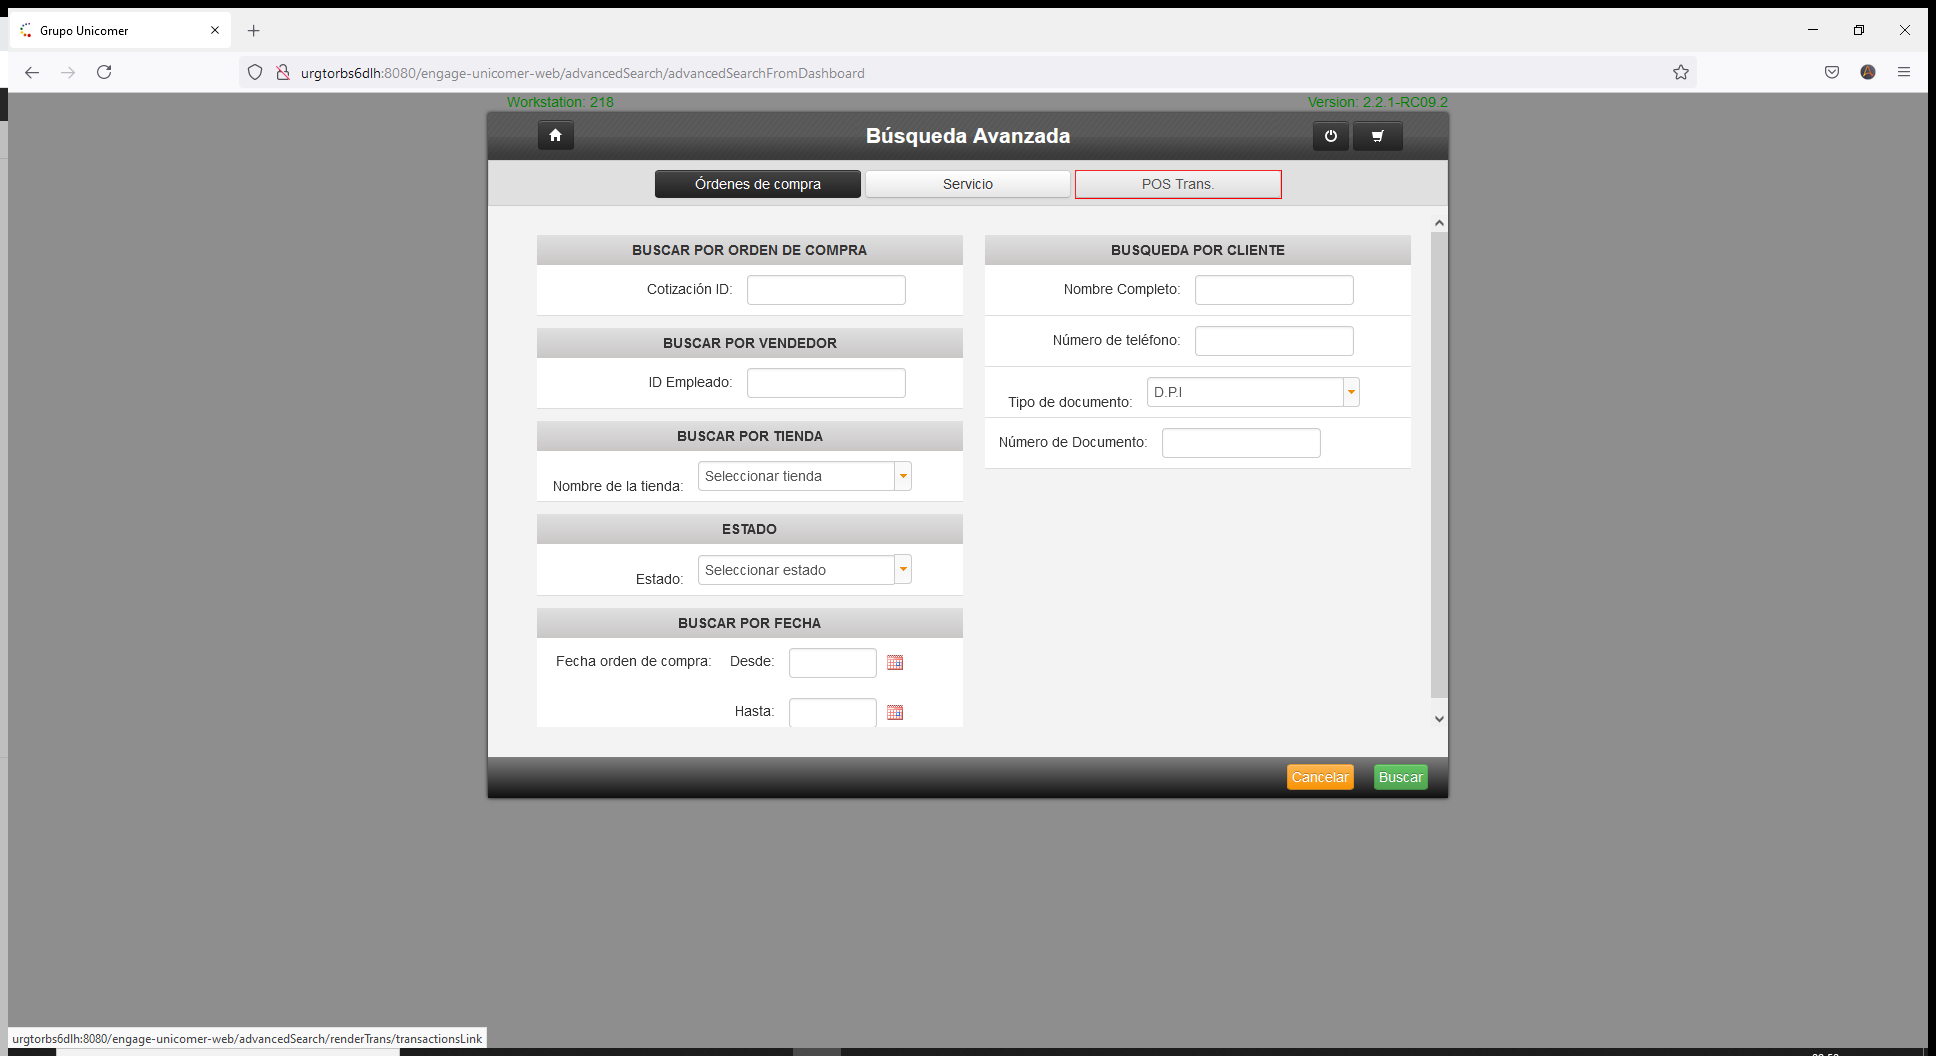 Grupo Unicomer
urgtorbs6dlh:8080/engage-unicomer-web/advancedSearch/advancedSearchFromDashboard
Workstation: 218
Version: 2.2.1-RC09.2
Búsqueda Avanzada
Órdenes de compra
Servicio
POS Trans.
BUSCAR POR ORDEN DE COMPRA
Cotización ID:
BUSCAR POR VENDEDOR
ID Empleado:
BUSCAR POR TIENDA
Nombre de la tienda: Seleccionar tienda
ESTADO
Estado: Seleccionar estado
BUSCAR POR FECHA
Fecha orden de compra: Desde:
Hasta:
BUSQUEDA POR CLIENTE
Nombre Completo:
Número de teléfono:
Tipo de documento: D.P.I
Número de Documento:
Cancelar
Buscar
urgtorbs6dlh:8080/engage-unicomer-web/advancedSearch/renderTrans/transactionsLink